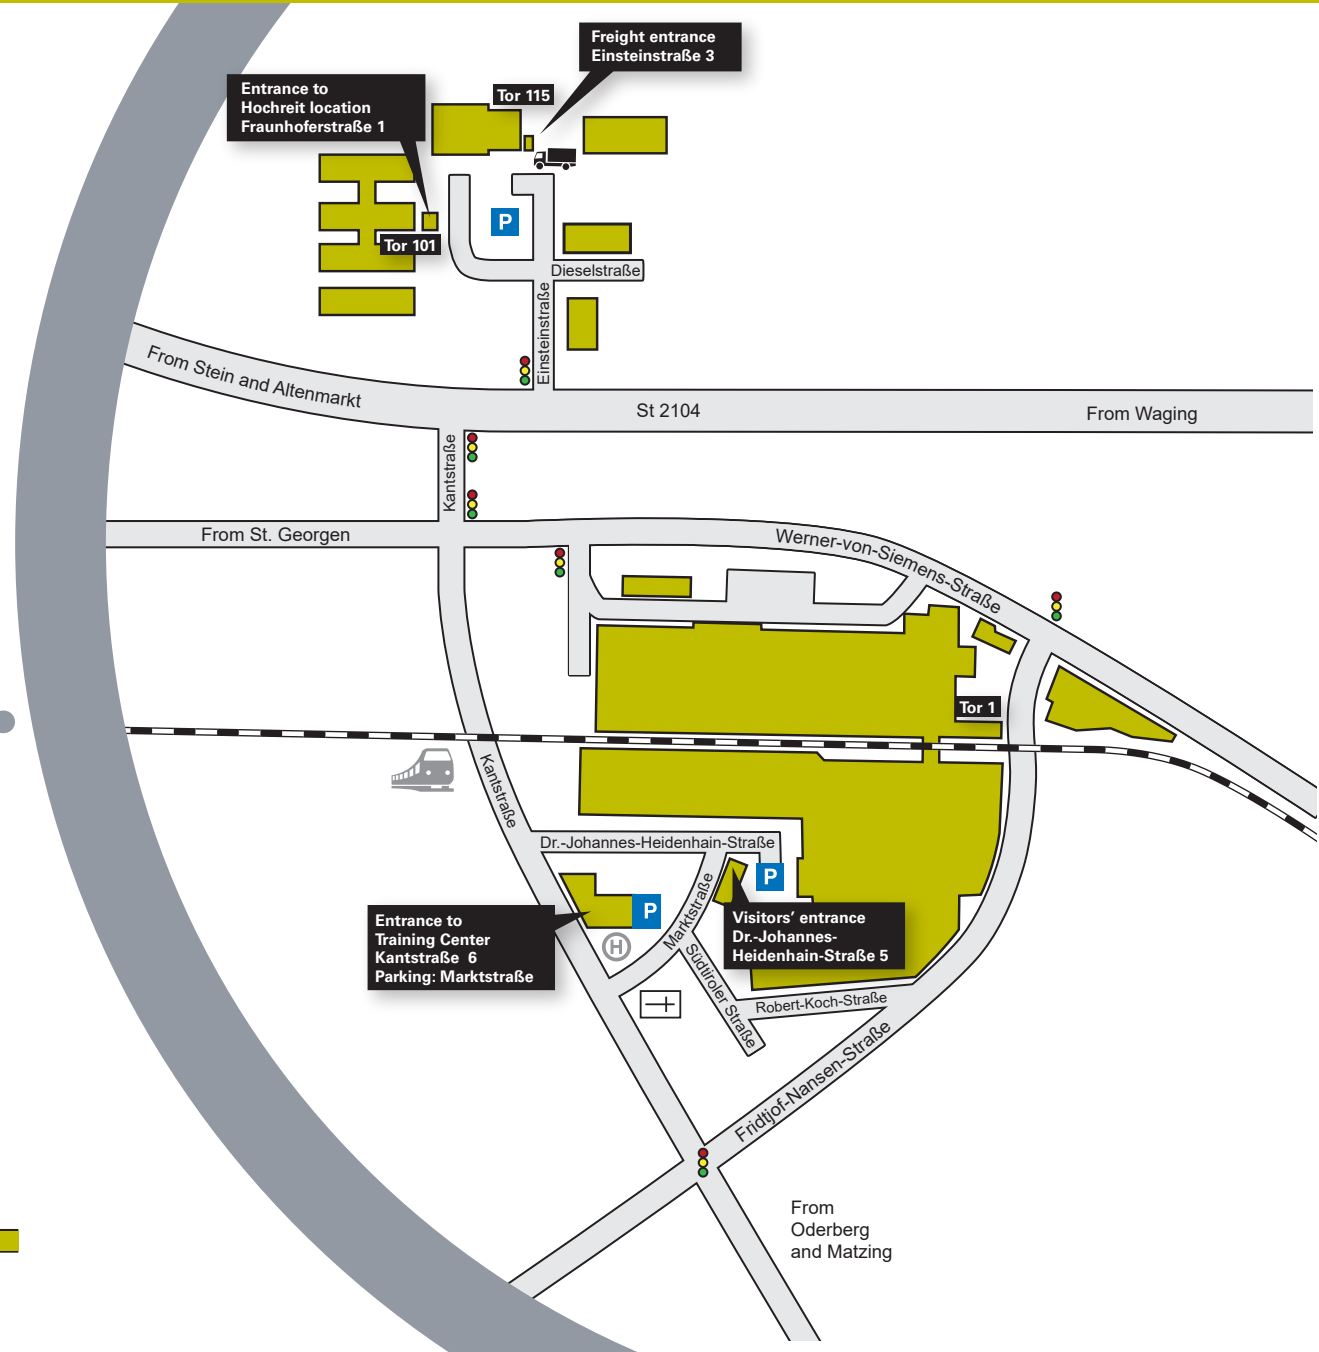 Freight entrance
Einsteinstraße 3
Entrance to
Hochreit location
Fraunhoferstraße 1
Tor 115
P
Tor 101
Dieselstraße
Einsteinstraße
From Stein and Altenmarkt
St 2104
From Waging
Kantstraße
From St. Georgen
Werner-von-Siemens-Straße
Tor 1
Kantstraße
Dr.-Johannes-Heidenhain-Straße
P
P
Marktstraße
Entrance to
Training Center
Kantstraße 6
Parking: Marktstraße
H
Visitors’ entrance
Dr.-Johannes-
Heidenhain-Straße 5
Südtiroler Straße
Robert-Koch-Straße
Fridtjof-Nansen-Straße
From
Oderberg
and Matzing